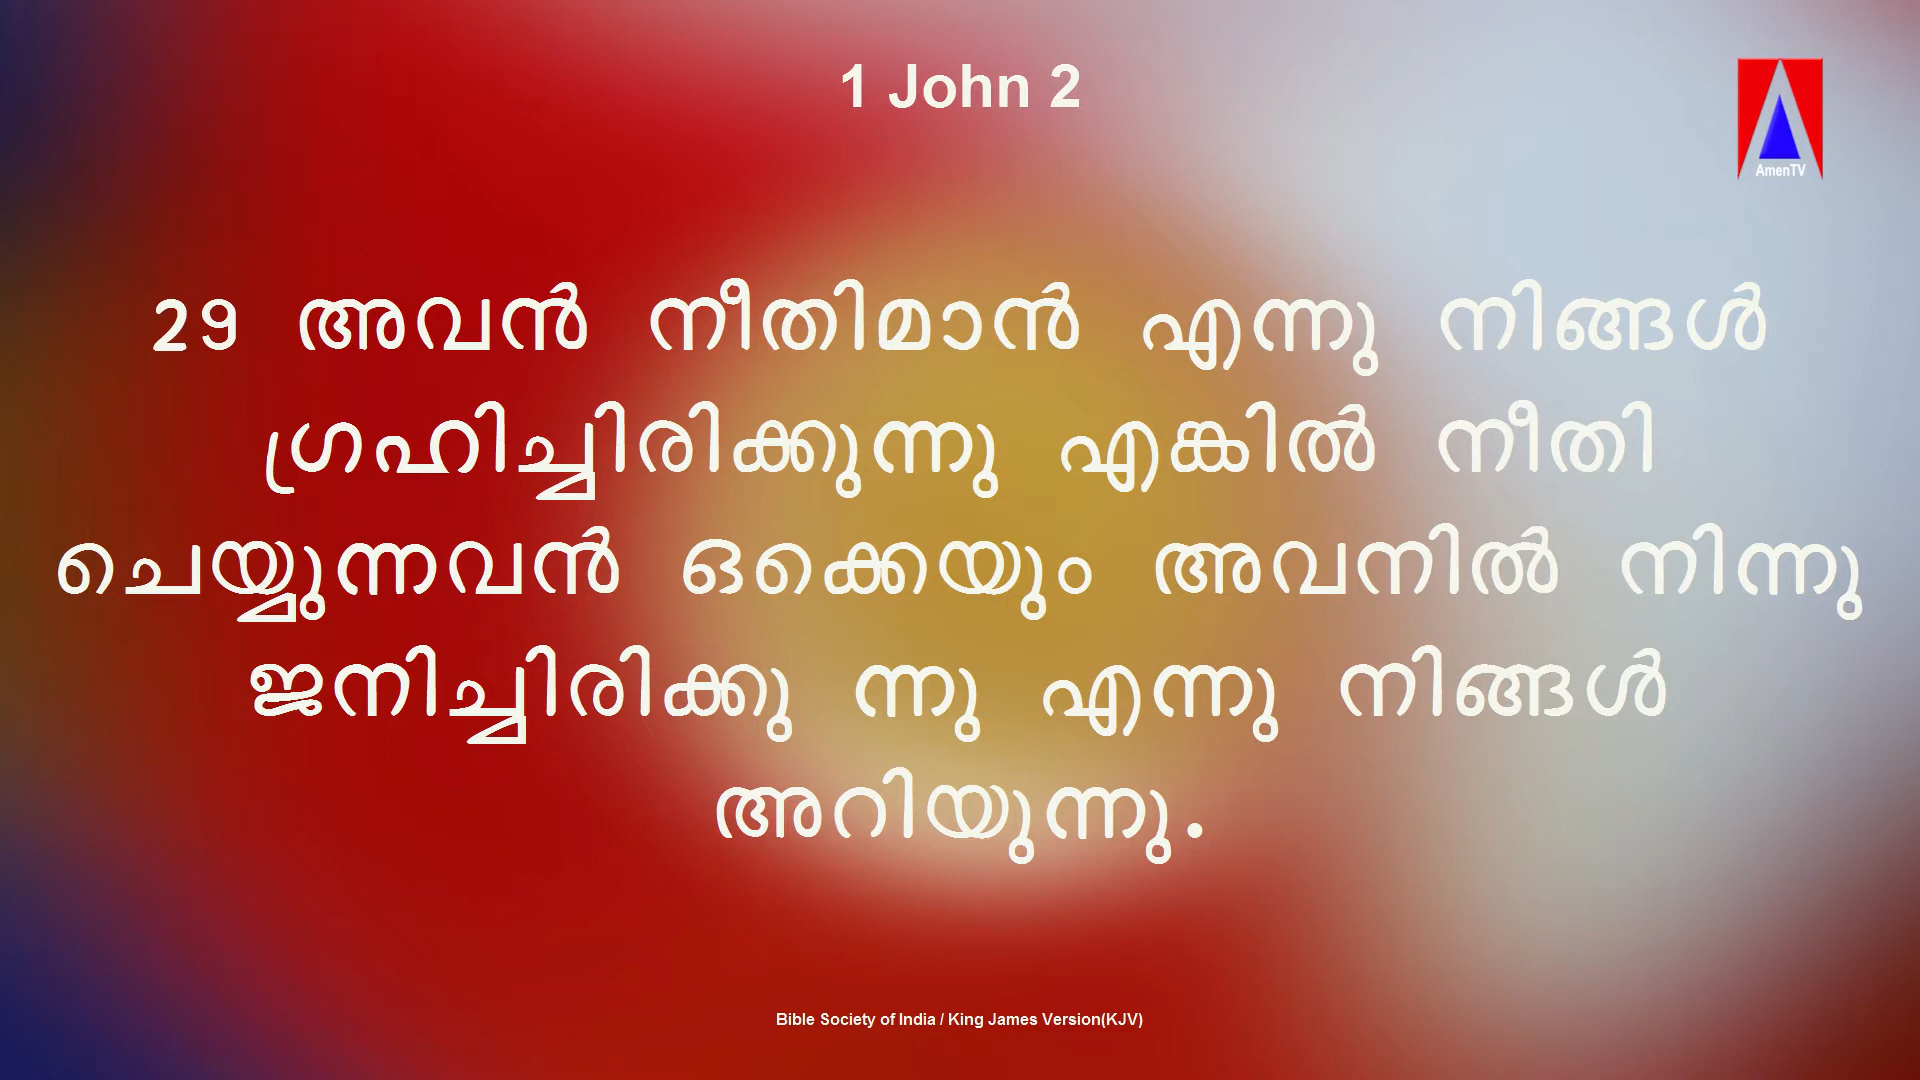 1 John 2
AmenTV
29 അവൻ നീതിമാൻ എന്നു നിങ്ങൾ
ഗ്രഹിച്ചിരിക്കുന്നു എങ്കിൽ നീതി
ചെയ്യുന്നവൻ ഒക്കെയും അവനിൽ നിന്നു
ജനിച്ചിരിക്കു ന്നു എന്നു നിങ്ങൾ
അറിയുന്നു.
Bible Society of India / King James Version(KJV)